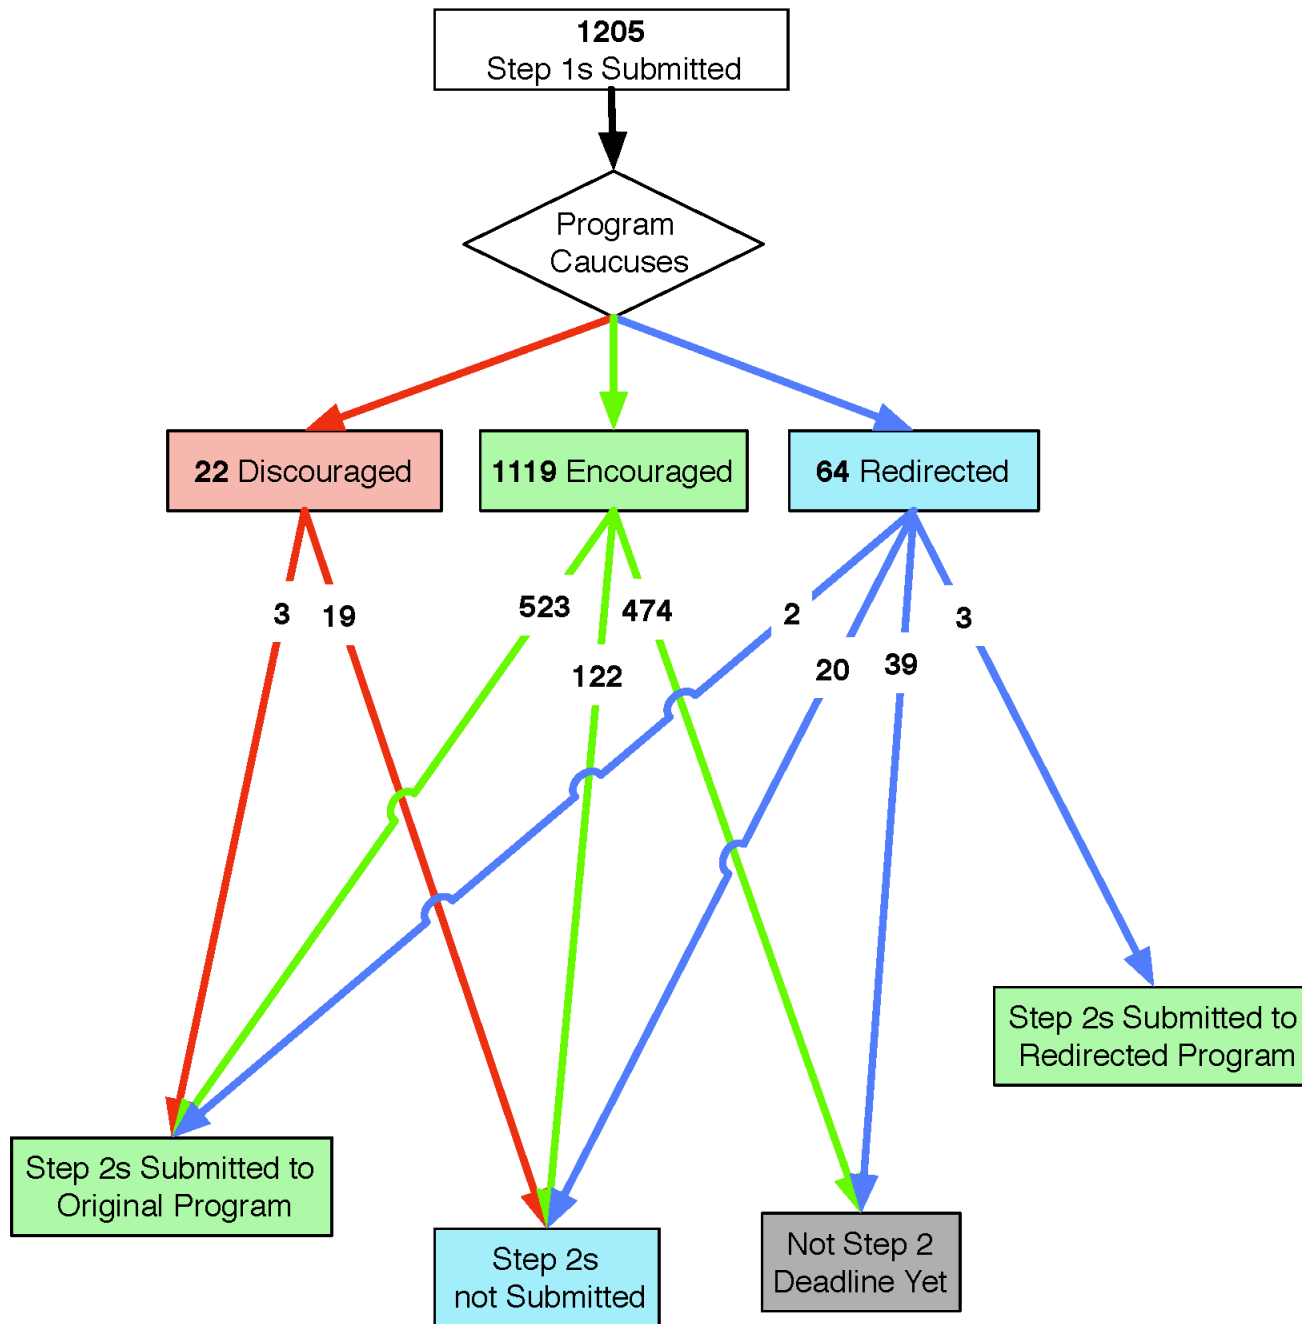 1205
Step 1s Submitted
Program
Caucuses
22 Discouraged
1119 Encouraged
64 Redirected
3
19
523
122
474
2
20
39
3
Step 2s Submitted to
Redirected Program
Step 2s Submitted to
Original Program
Step 2s
not Submitted
Not Step 2
Deadline Yet